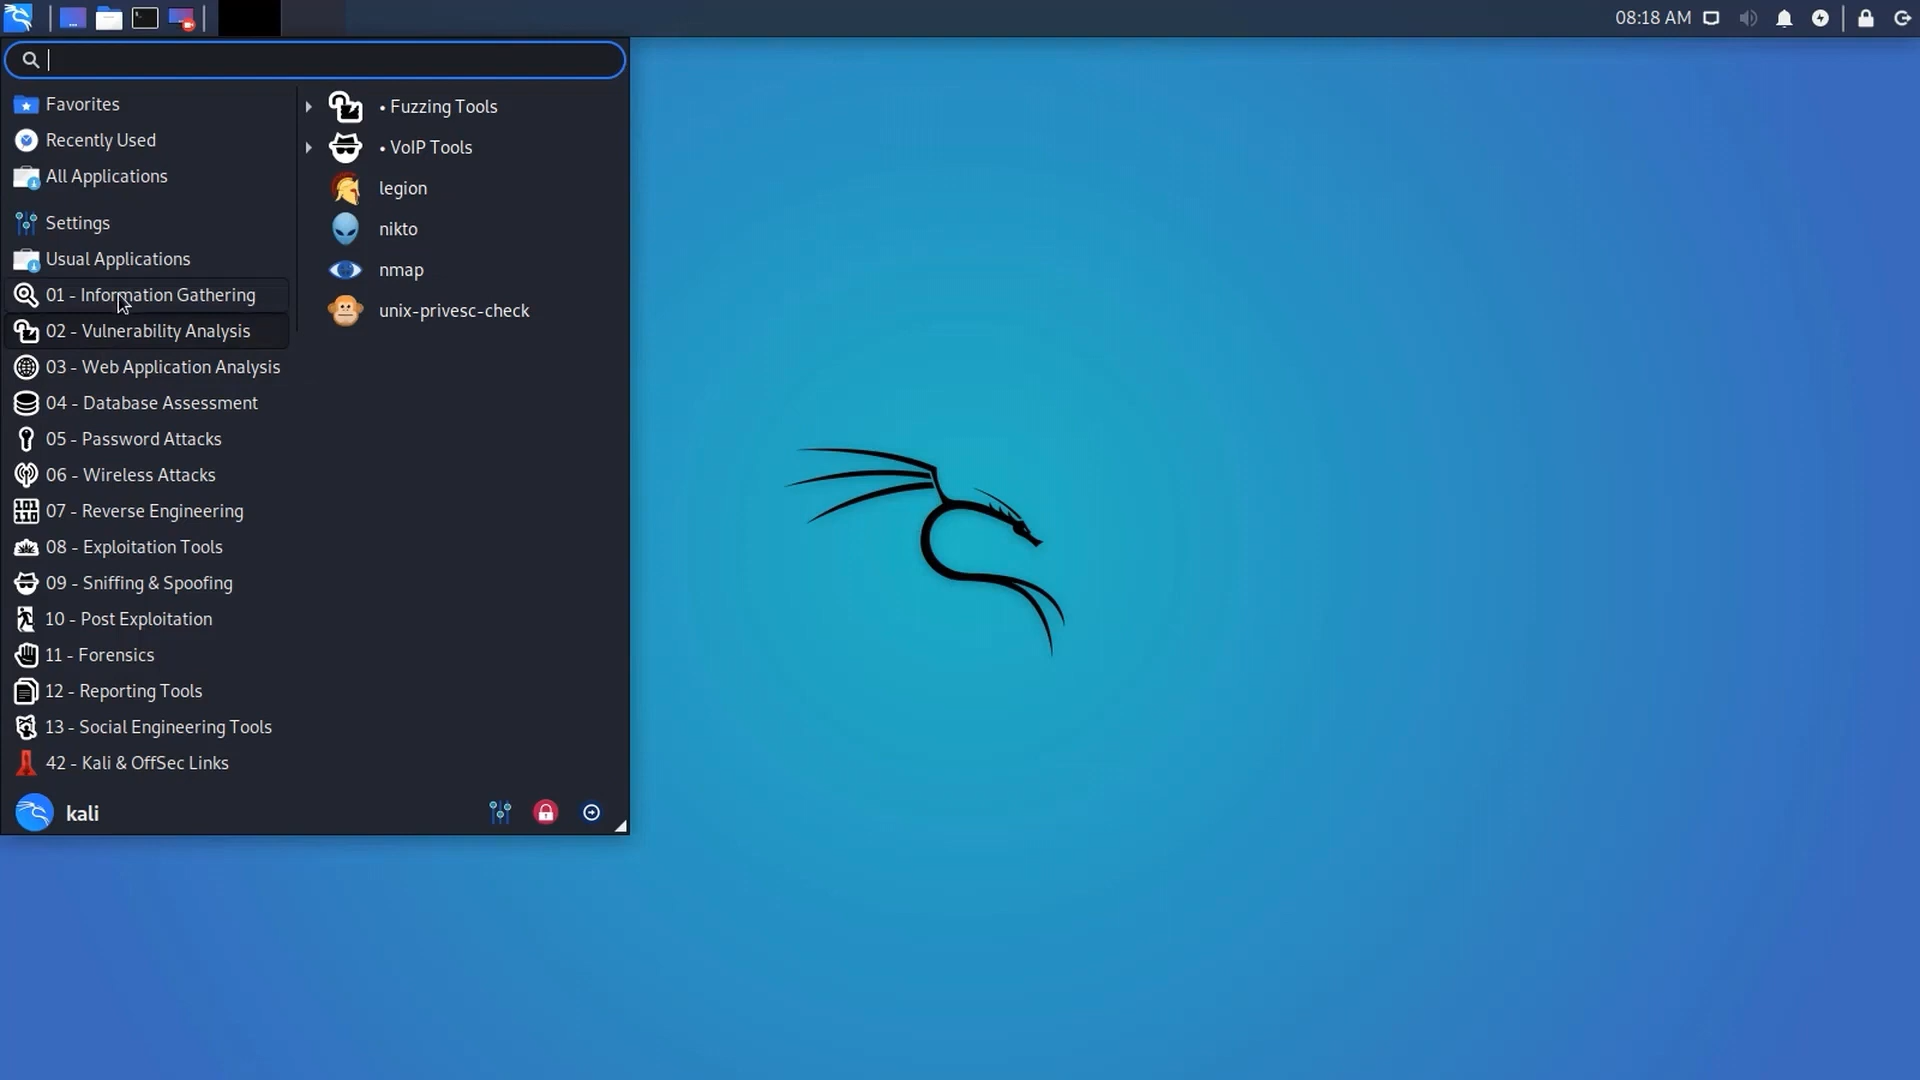 08:18 AM
Favorites
Recently Used
All Applications
Settings
Usual Applications
01 - Information Gathering
02 - Vulnerability Analysis
03 - Web Application Analysis
04 - Database Assessment
05 - Password Attacks
06 - Wireless Attacks
07 - Reverse Engineering
08 - Exploitation Tools
09 - Sniffing & Spoofing
10 - Post Exploitation
11 - Forensics
12 - Reporting Tools
13 - Social Engineering Tools
42 - Kali & OffSec Links
• Fuzzing Tools
• VoIP Tools
legion
nikto
nmap
unix-privesc-check
kali